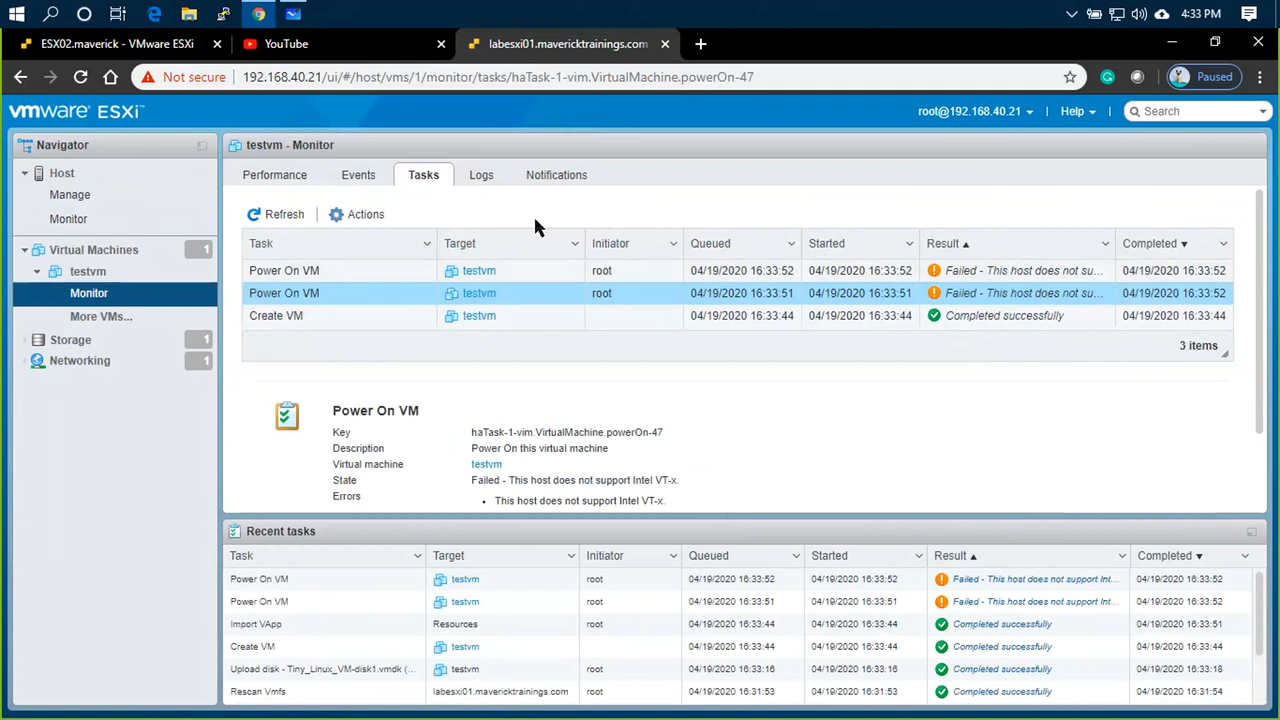 4:33 PM
ESX02.maverick - VMware ESXi
YouTube
labesxi01.mavericktrainings.com
Not secure
192.168.40.21/ui/#/host/vms/1/monitor/tasks/haTask-1-vim.VirtualMachine.powerOn-47
Paused
vmware ESXi™
root@192.168.40.21
Help
Search
Navigator
Host
Manage
Monitor
Virtual Machines 1
testvm
Monitor
More VMs...
Storage 1
Networking 1
testvm - Monitor
Performance Events Tasks Logs Notifications
Refresh Actions
Task Target Initiator Queued Started Result Completed
Power On VM testvm root 04/19/2020 16:33:52 04/19/2020 16:33:52 Failed - This host does not su... 04/19/2020 16:33:52
Power On VM testvm root 04/19/2020 16:33:51 04/19/2020 16:33:51 Failed - This host does not su... 04/19/2020 16:33:52
Create VM testvm 04/19/2020 16:33:44 04/19/2020 16:33:44 Completed successfully 04/19/2020 16:33:44
3 items
Power On VM
Key haTask-1-vim.VirtualMachine.powerOn-47
Description Power On this virtual machine
Virtual machine testvm
State Failed - This host does not support Intel VT-x.
Errors
• This host does not support Intel VT-x.
Recent tasks
Task Target Initiator Queued Started Result Completed
Power On VM testvm root 04/19/2020 16:33:52 04/19/2020 16:33:52 Failed - This host does not support Int... 04/19/2020 16:33:52
Power On VM testvm root 04/19/2020 16:33:51 04/19/2020 16:33:51 Failed - This host does not support Int... 04/19/2020 16:33:52
Import VApp Resources root 04/19/2020 16:33:44 04/19/2020 16:33:44 Completed successfully 04/19/2020 16:33:51
Create VM testvm 04/19/2020 16:33:44 04/19/2020 16:33:44 Completed successfully 04/19/2020 16:33:44
Upload disk - Tiny_Linux_VM-disk1.vmdk (... testvm root 04/19/2020 16:33:16 04/19/2020 16:33:16 Completed successfully 04/19/2020 16:33:18
Rescan Vmfs labesxi01.mavericktrainings.com root 04/19/2020 16:31:53 04/19/2020 16:31:53 Completed successfully 04/19/2020 16:31:54